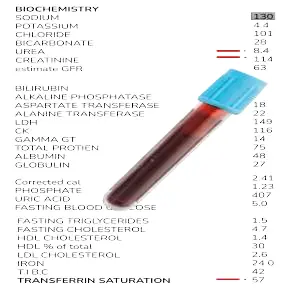 BIOCHEMISTRY
SODIUM 130
POTASSIUM 4.4
CHLORIDE 101
BICARBONATE 28
UREA 8.4
CREATININE 114
estimate GFR 63
BILIRUBIN
ALKALINE PHOSPHATASE
ASPARTATE TRANSFERASE 18
ALANINE TRANSFERASE 22
LDH 149
CK 116
GAMMA GT 14
TOTAL PROTIEN 75
ALBUMIN 48
GLOBULIN 27
Corrected cal 2.41
PHOSPHATE 1.23
URIC ACID 407
FASTING BLOOD COSE 5.0
FASTING TRIGLYCERIDES 1.5
FASTING CHOLESTEROL 4.7
HDL CHOLESTEROL 1.4
HDL % of total 30
LDL CHOLESTEROL 2.6
IRON 24.0
T.I.B.C 42
TRANSFERRIN SATURATION 57